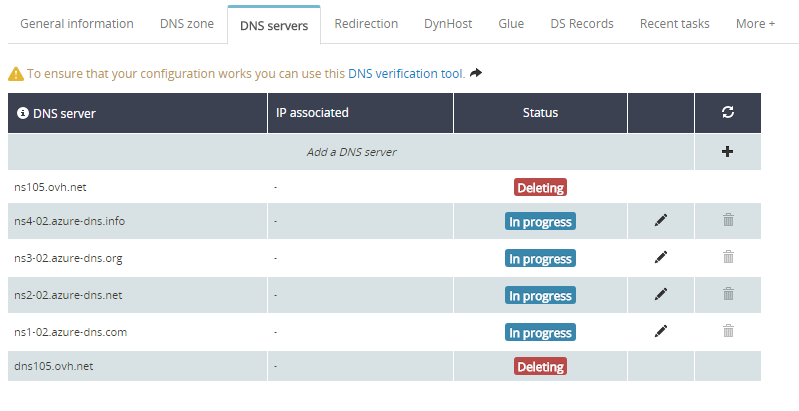 General information DNS zone DNS servers Redirection DynHost Glue DS Records Recent tasks More +
To ensure that your configuration works you can use this DNS verification tool.
DNS server IP associated Status
Add a DNS server
ns105.ovh.net - Deleting
ns4-02.azure-dns.info - In progress
ns3-02.azure-dns.org - In progress
ns2-02.azure-dns.net - In progress
ns1-02.azure-dns.com - In progress
dns105.ovh.net - Deleting